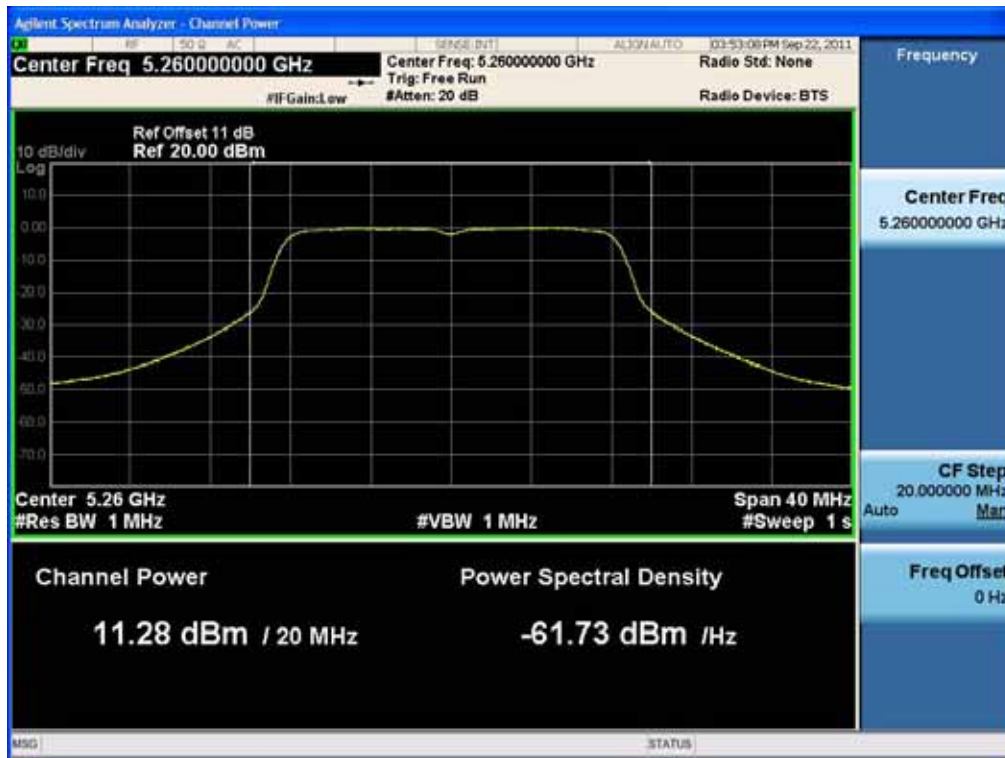 Agilent Spectrum Analyzer - Channel Power
RF 50 Ω AC SENSE:INT ALIGNAUTO 03:53:08 PM Sep 22, 2011
Center Freq 5.260000000 GHz
Center Freq: 5.260000000 GHz
Radio Std: None
Trig: Free Run
#IFGain:Low
#Atten: 20 dB
Radio Device: BTS
Ref Offset 11 dB
10 dB/div Ref 20.00 dBm
Log
10.0
0.00
-10.0
-20.0
-30.0
-40.0
-50.0
-60.0
-70.0
Center 5.26 GHz
Span 40 MHz
#Res BW 1 MHz
#VBW 1 MHz
#Sweep 1 s
Channel Power
Power Spectral Density
11.28 dBm / 20 MHz
-61.73 dBm /Hz
MSG
STATUS
Frequency
Center Freq
5.260000000 GHz
CF Step
20.000000 MHz
Auto Man
Freq Offset
0 Hz